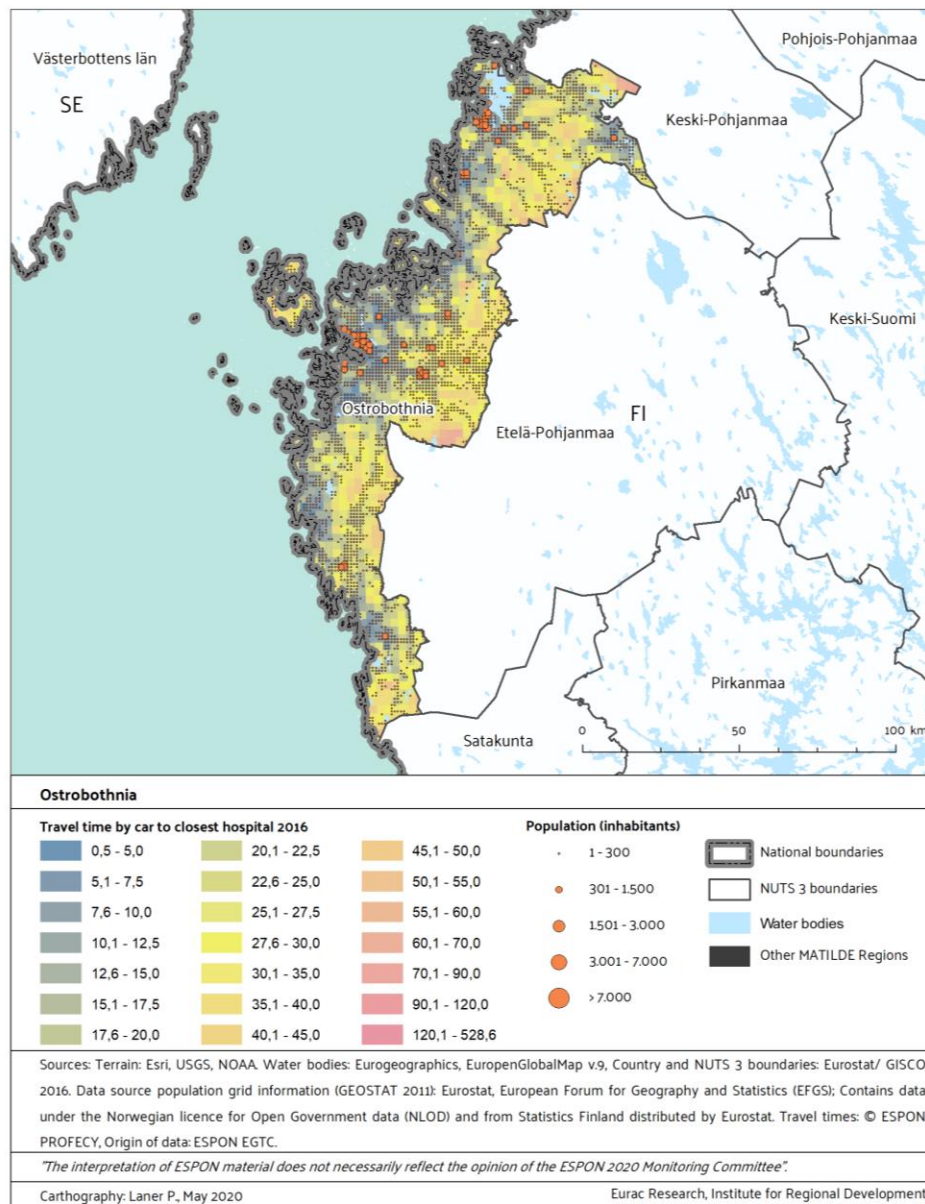 Västerbottens län
SE
Pohjois-Pohjanmaa
Keski-Pohjanmaa
Keski-Suomi
Ostrobothnia
Etelä-Pohjanmaa
FI
Pirkanmaa
Satakunta
0 50 100 km
Ostrobothnia
Travel time by car to closest hospital 2016
0,5 - 5,0
5,1 - 7,5
7,6 - 10,0
10,1 - 12,5
12,6 - 15,0
15,1 - 17,5
17,6 - 20,0
20,1 - 22,5
22,6 - 25,0
25,1 - 27,5
27,6 - 30,0
30,1 - 35,0
35,1 - 40,0
40,1 - 45,0
45,1 - 50,0
50,1 - 55,0
55,1 - 60,0
60,1 - 70,0
70,1 - 90,0
90,1 - 120,0
120,1 - 528,6
Population (inhabitants)
1 - 300
301 - 1.500
1.501 - 3.000
3.001 - 7.000
> 7.000
National boundaries
NUTS 3 boundaries
Water bodies
Other MATILDE Regions
Sources: Terrain: Esri, USGS, NOAA. Water bodies: Eurogeographics, EuropenGlobalMap v.9, Country and NUTS 3 boundaries: Eurostat/ GISCO
2016. Data source population grid information (GEOSTAT 2011): Eurostat, European Forum for Geography and Statistics (EFGS); Contains data
under the Norwegian licence for Open Government data (NLOD) and from Statistics Finland distributed by Eurostat. Travel times: © ESPON
PROFECY, Origin of data: ESPON EGTC.
"The interpretation of ESPON material does not necessarily reflect the opinion of the ESPON 2020 Monitoring Committee".
Carthography: Laner P., May 2020
Eurac Research, Institute for Regional Development